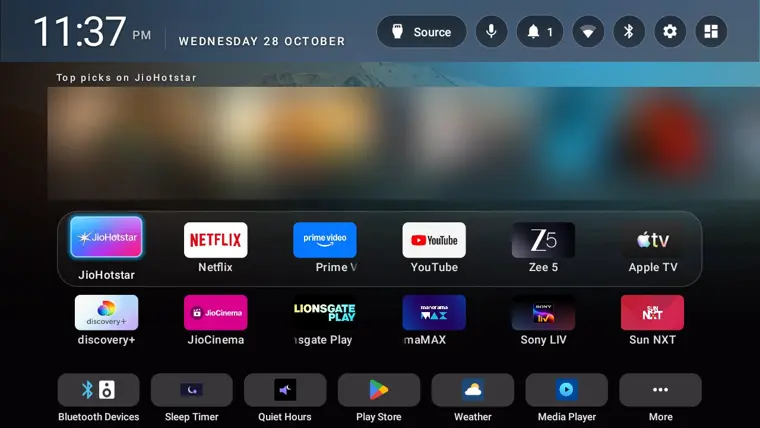 11:37 PM
WEDNESDAY 28 OCTOBER
Source
1
Top picks on JioHotstar
JioHotstar
NETFLIX
prime video
YouTube
Z5
tv
JioHotstar
Netflix
Prime V
YouTube
Zee 5
Apple TV
discovery+
JioCinema
LIONSGATE
PLAY
manorama
MAX
SONY
LIV
SUN
NXT
discovery+
JioCinema
nsgate Play
maMAX
Sony LIV
Sun NXT
Bluetooth Devices
Sleep Timer
Quiet Hours
Play Store
Weather
Media Player
More